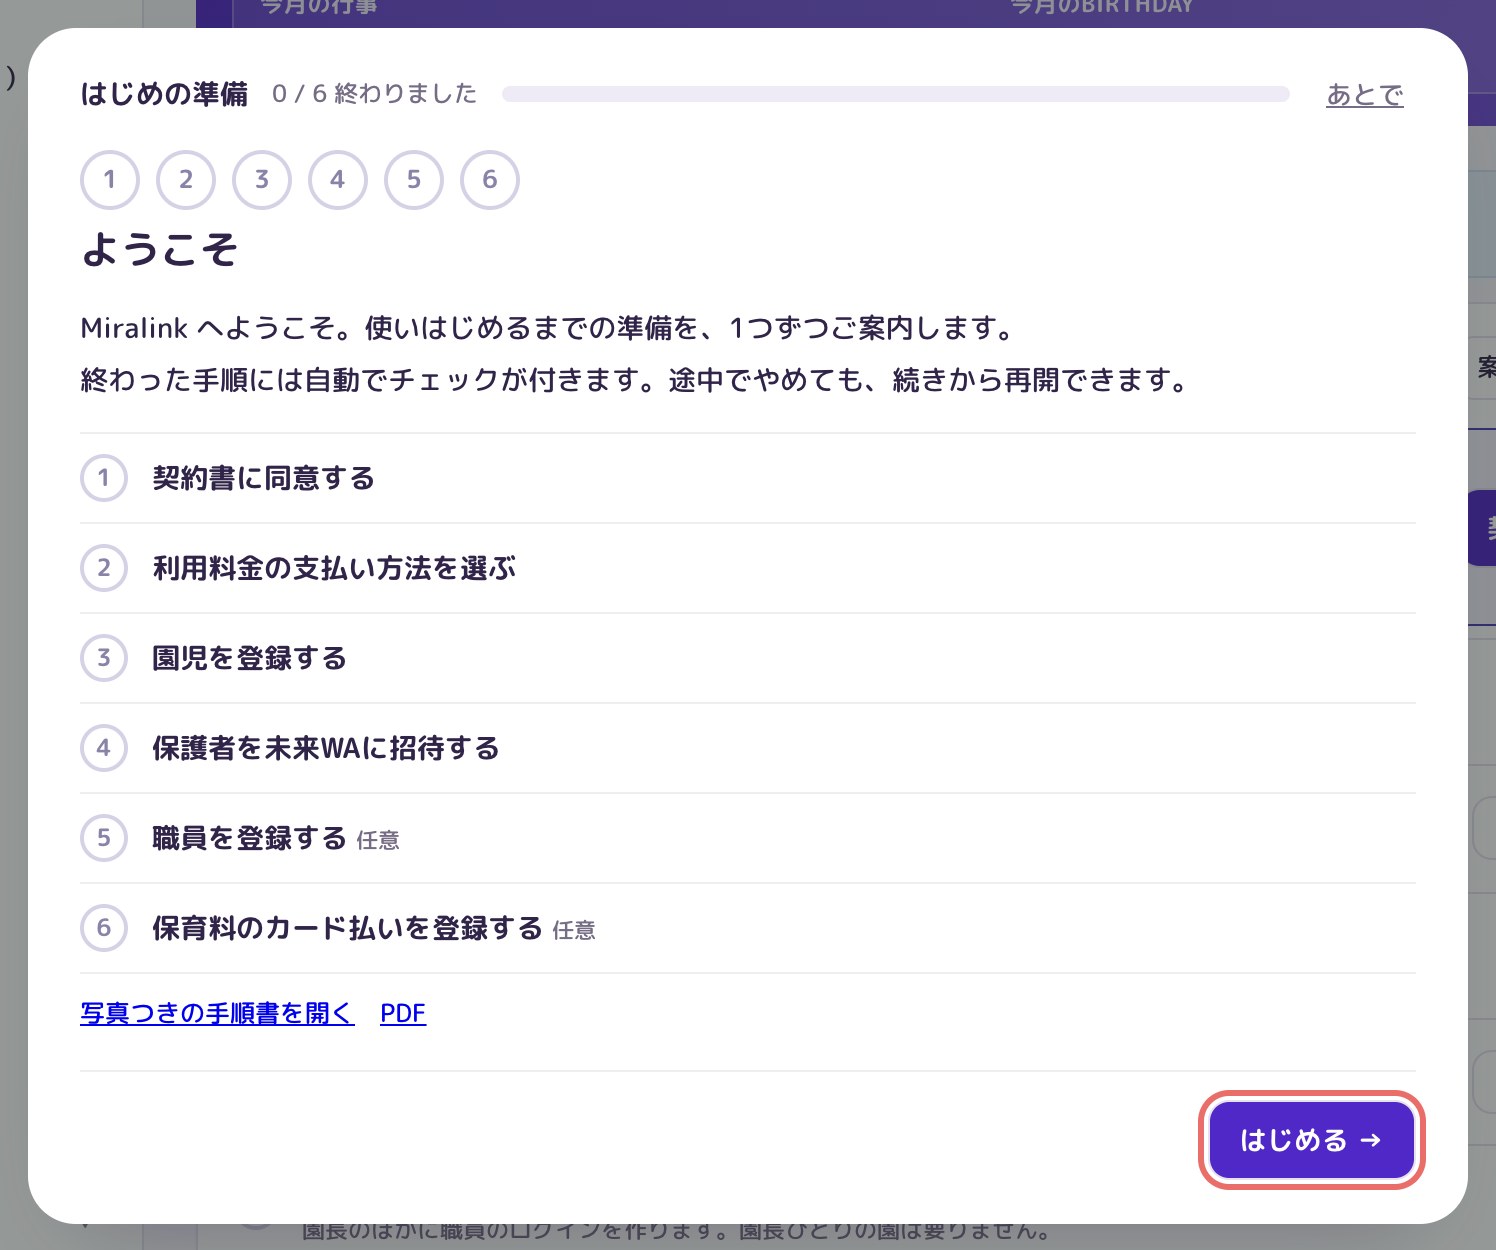 今月の行事
今月のBIRTHDAY
)
はじめの準備 0 / 6 終わりました あとで
1 2 3 4 5 6
ようこそ
Miralink へようこそ。使いはじめるまでの準備を、1つずつご案内します。
終わった手順には自動でチェックが付きます。途中でやめても、続きから再開できます。
案
1 契約書に同意する
2 利用料金の支払い方法を選ぶ
3 園児を登録する
4 保護者を未来WAに招待する
5 職員を登録する 任意
6 保育料のカード払いを登録する 任意
写真つきの手順書を開く PDF
はじめる →
園長のほかに職員のログインを作ります。園長ひとりの園は要りません。